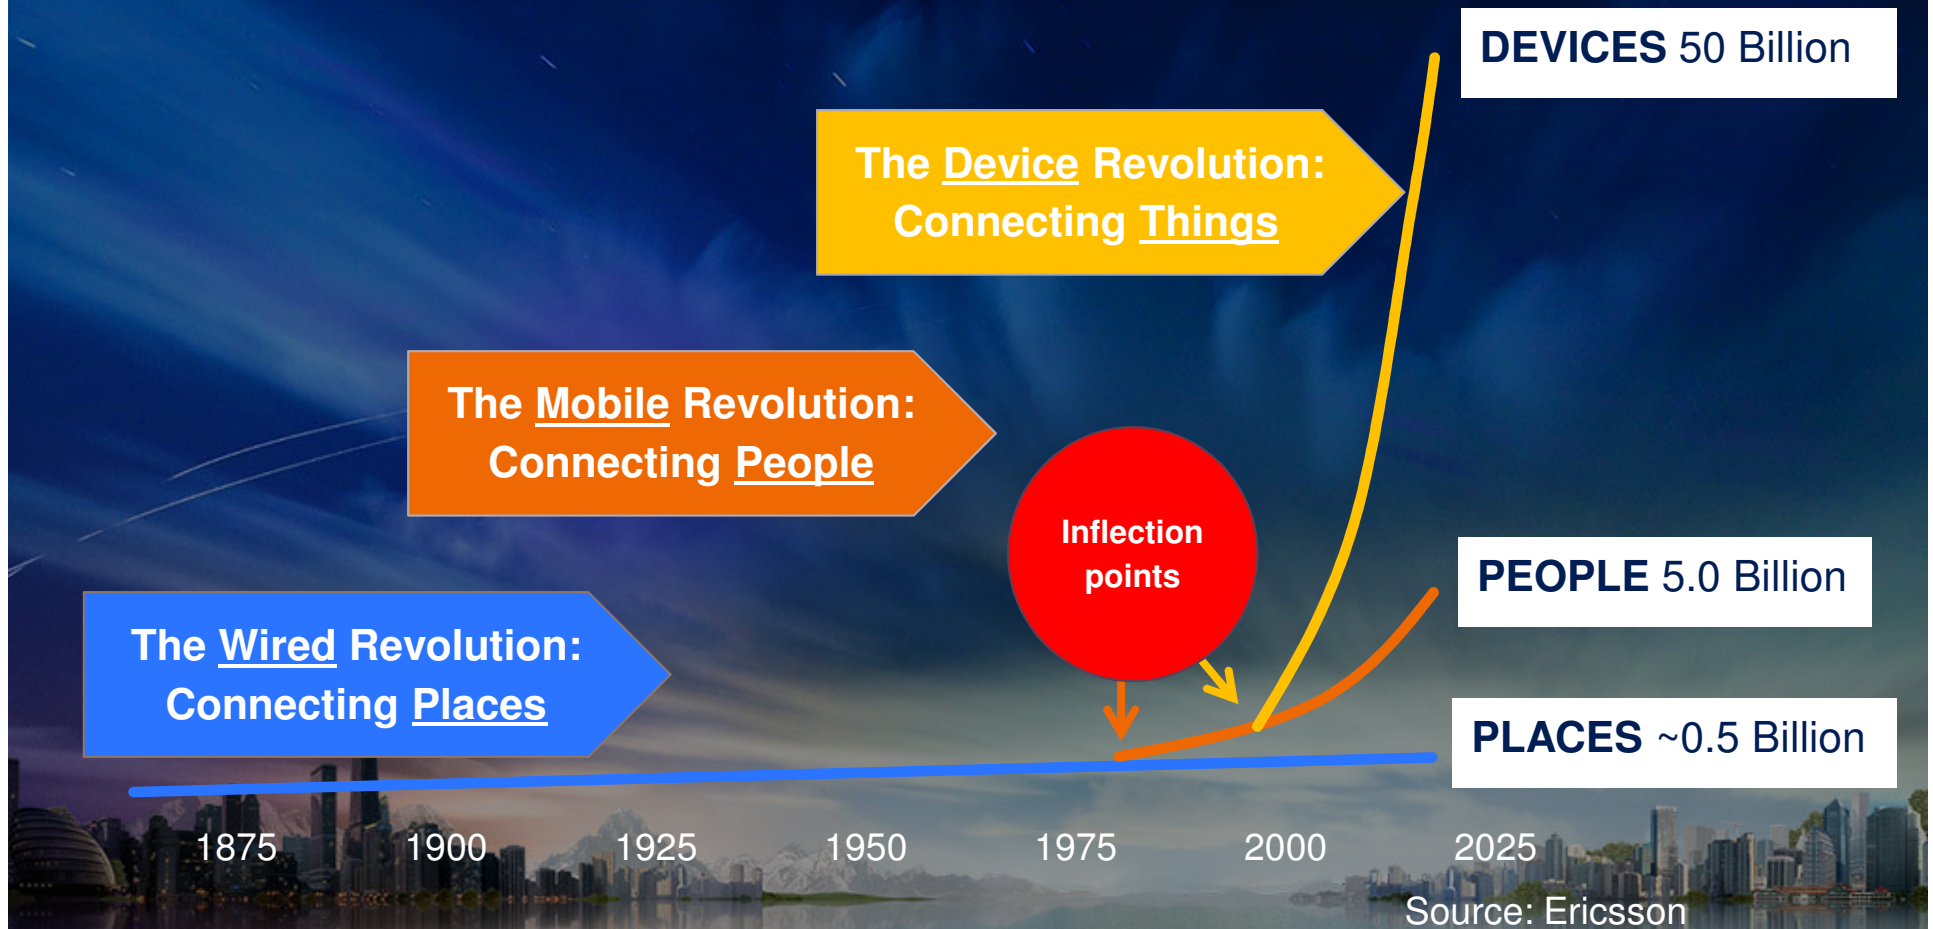 DEVICES 50 Billion
The Device Revolution:
Connecting Things
The Mobile Revolution:
Connecting People
Inflection
points
PEOPLE 5.0 Billion
The Wired Revolution:
Connecting Places
PLACES ~0.5 Billion
1875 1900 1925 1950 1975 2000 2025
Source: Ericsson